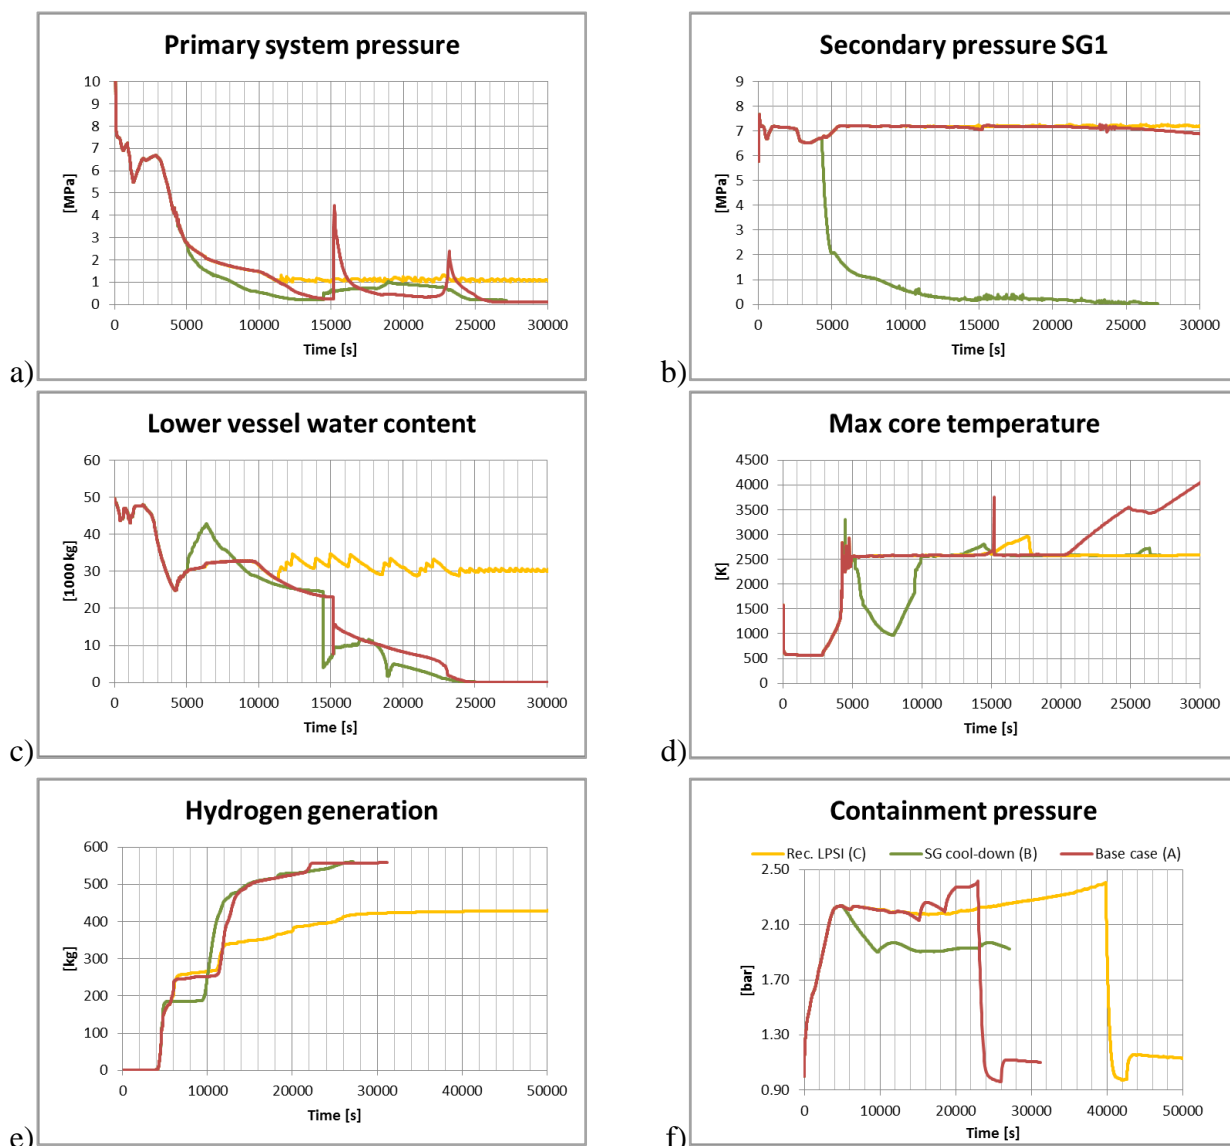 Primary system pressure
10
9
8
7
6
5
4
3
2
1
0
[MPa]
0 5000 10000 15000 20000 25000 30000
Time [s]
a)
Secondary pressure SG1
9
8
7
6
5
4
3
2
1
0
[MPa]
0 5000 10000 15000 20000 25000 30000
Time [s]
b)
Lower vessel water content
60
50
40
30
20
10
0
[1000 kg]
0 5000 10000 15000 20000 25000 30000
Time [s]
c)
Max core temperature
4500
4000
3500
3000
2500
2000
1500
1000
500
0
[K]
0 5000 10000 15000 20000 25000 30000
Time [s]
d)
Hydrogen generation
600
500
400
300
200
100
0
[kg]
0 10000 20000 30000 40000 50000
Time [s]
e)
Containment pressure
Rec. LPSI (C) SG cool-down (B) Base case (A)
2.50
2.10
1.70
1.30
0.90
[bar]
0 10000 20000 30000 40000 50000
Time [s]
f)